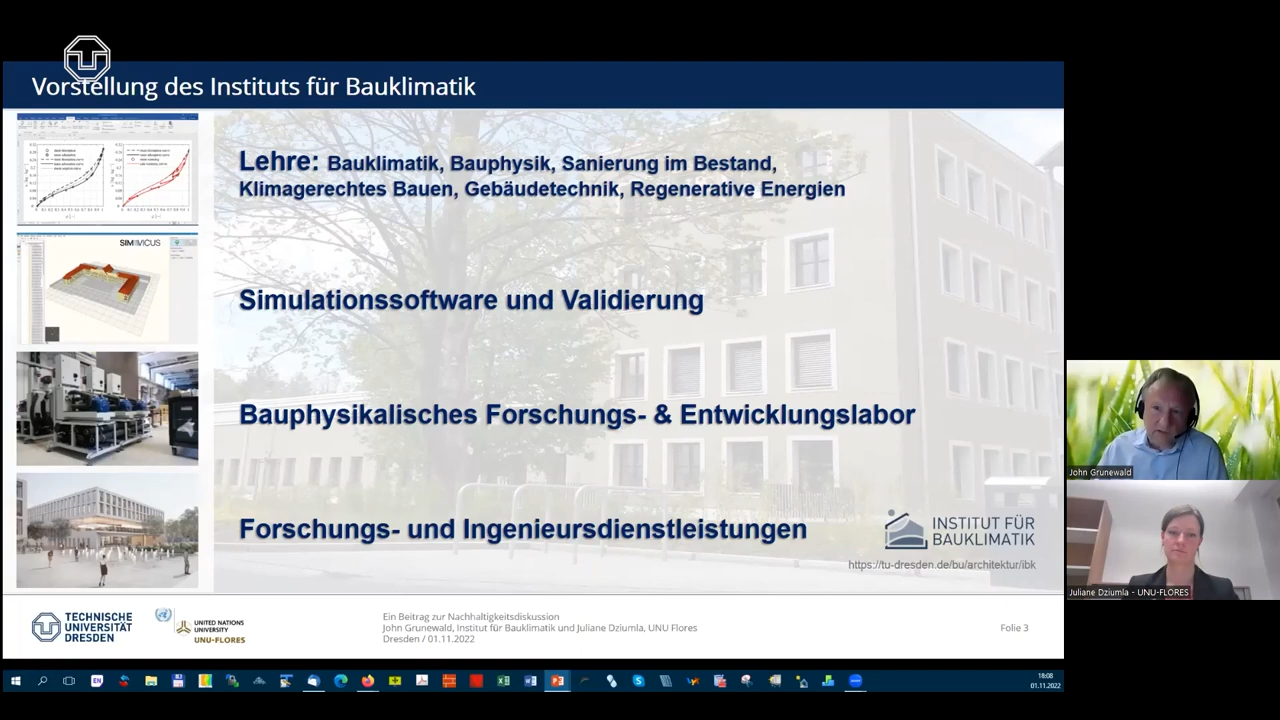 Vorstellung des Instituts für Bauklimatik
Lehre: Bauklimatik, Bauphysik, Sanierung im Bestand,
Klimagerechtes Bauen, Gebäudetechnik, Regenerative Energien
SIM VICUS
Simulationssoftware und Validierung
Bauphysikalisches Forschungs- & Entwicklungslabor
Forschungs- und Ingenieursdienstleistungen
INSTITUT FÜR
BAUKLIMATIK
https://tu-dresden.de/bu/architektur/ibk
John Grunewald
Juliane Dziumla - UNU-FLORES
TECHNISCHE
UNIVERSITÄT
DRESDEN
UNITED NATIONS
UNIVERSITY
UNU-FLORES
Ein Beitrag zur Nachhaltigkeitsdiskussion
John Grunewald, Institut für Bauklimatik und Juliane Dziumla, UNU Flores
Dresden / 01.11.2022
Folie 3
18:08
01.11.2022